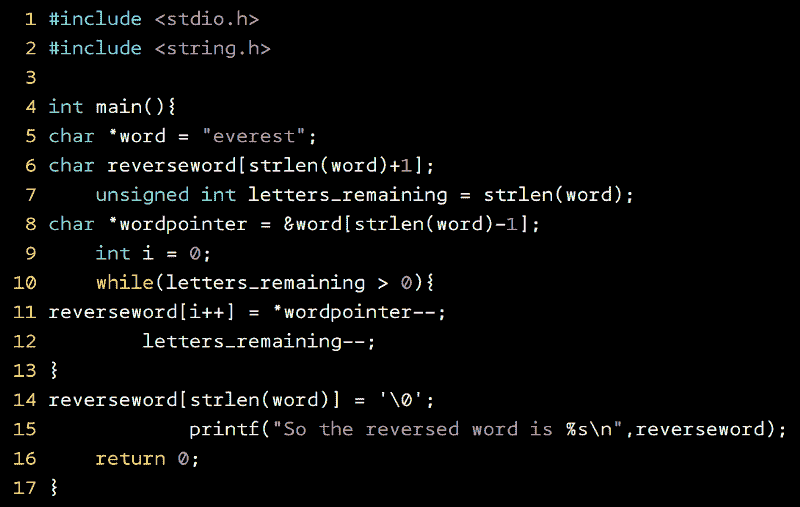 1 #include <stdio.h>
2 #include <string.h>
3
4 int main(){
5 char *word = "everest";
6 char reverseword[strlen(word)+1];
7     unsigned int letters_remaining = strlen(word);
8 char *wordpointer = &word[strlen(word)-1];
9     int i = 0;
10     while(letters_remaining > 0){
11 reverseword[i++] = *wordpointer--;
12         letters_remaining--;
13 }
14 reverseword[strlen(word)] = '\0';
15             printf("So the reversed word is %s\n",reverseword);
16     return 0;
17 }